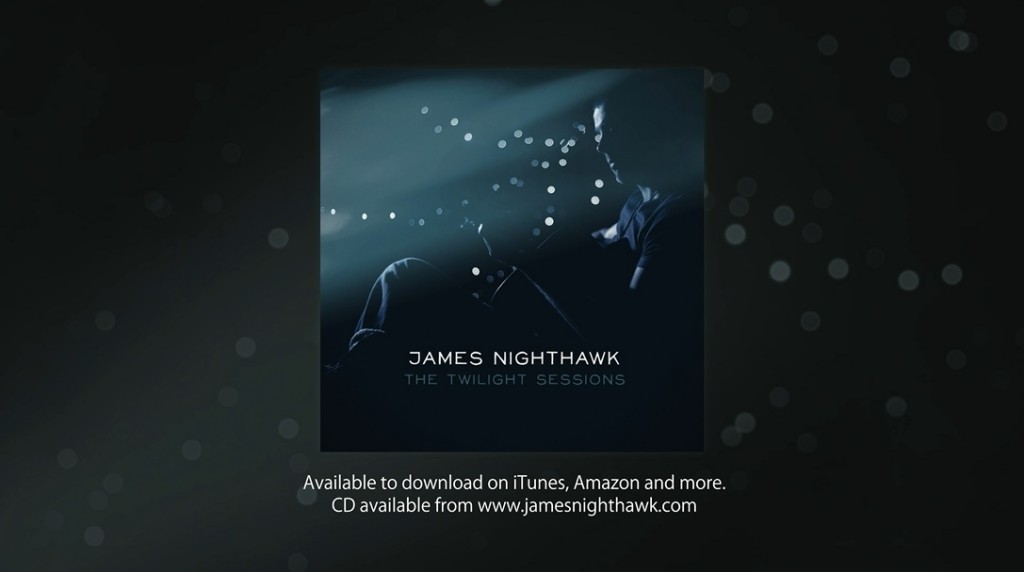 JAMES NIGHTHAWK
THE TWILIGHT SESSIONS
Available to download on iTunes, Amazon and more.
CD available from www.jamesnighthawk.com